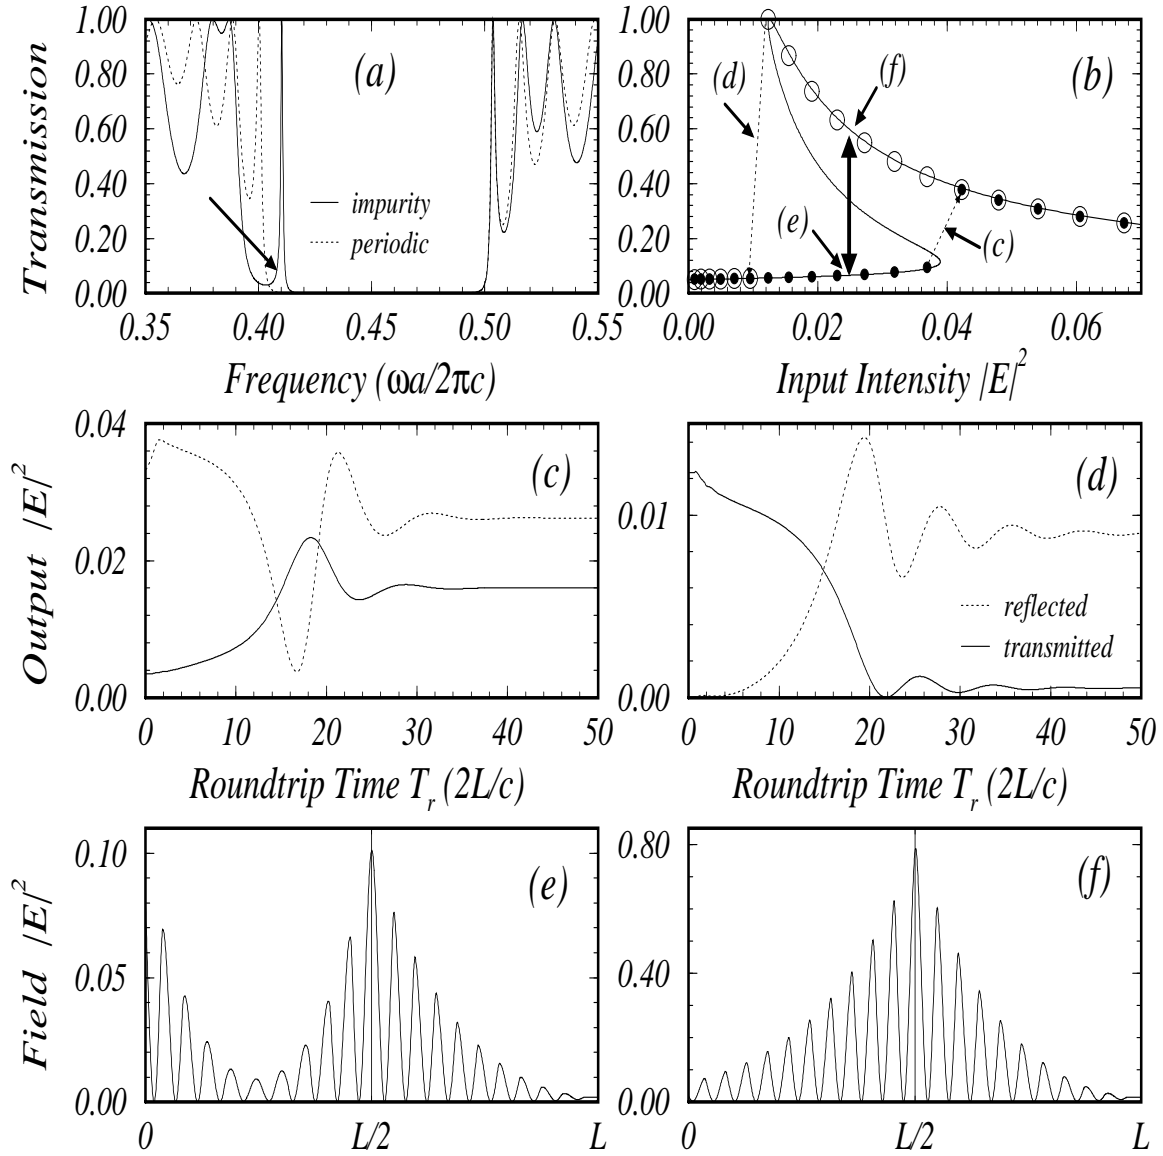 Transmission
1.00
0.80
0.60
0.40
0.20
0.00
(a)
impurity
periodic
0.35 0.40 0.45 0.50 0.55
Frequency (ωa/2πc)
1.00
0.80
0.60
0.40
0.20
0.00
(b)
(d)
(f)
(e)
(c)
0.00 0.02 0.04 0.06
Input Intensity |E|²
Output |E|²
0.04
0.02
0.00
(c)
0 10 20 30 40 50
Roundtrip Time Tᵣ (2L/c)
0.01
0.00
(d)
reflected
transmitted
0 10 20 30 40 50
Roundtrip Time Tᵣ (2L/c)
Field |E|²
0.10
0.05
0.00
(e)
0 L/2 L
0.80
0.40
0.00
(f)
0 L/2 L